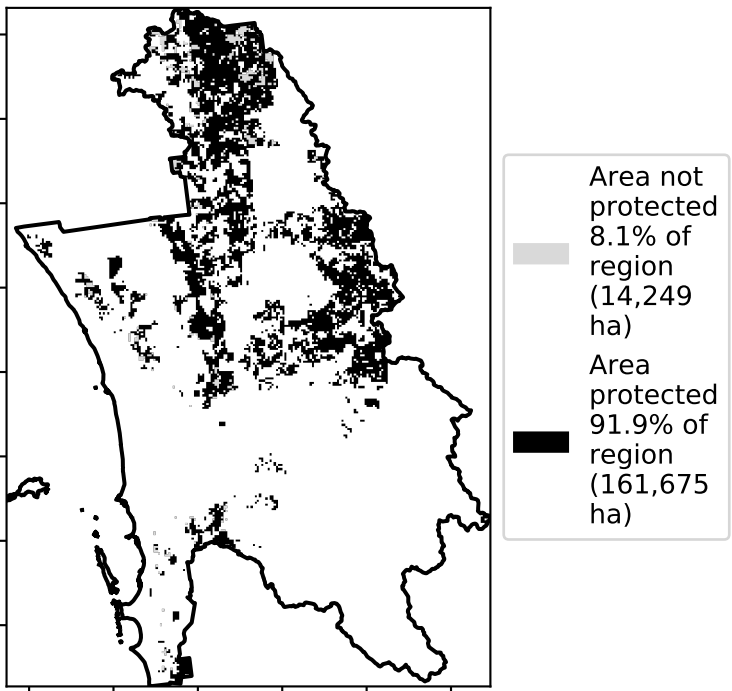 Area not
protected
8.1% of
region
(14,249
ha)
Area
protected
91.9% of
region
(161,675
ha)